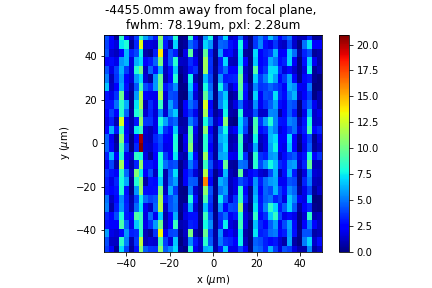 -4455.0mm away from focal plane,
fwhm: 78.19um, pxl: 2.28um
40
20
0
−20
−40
y (μm)
−40 −20 0 20 40
x (μm)
20.0
17.5
15.0
12.5
10.0
7.5
5.0
2.5
0.0